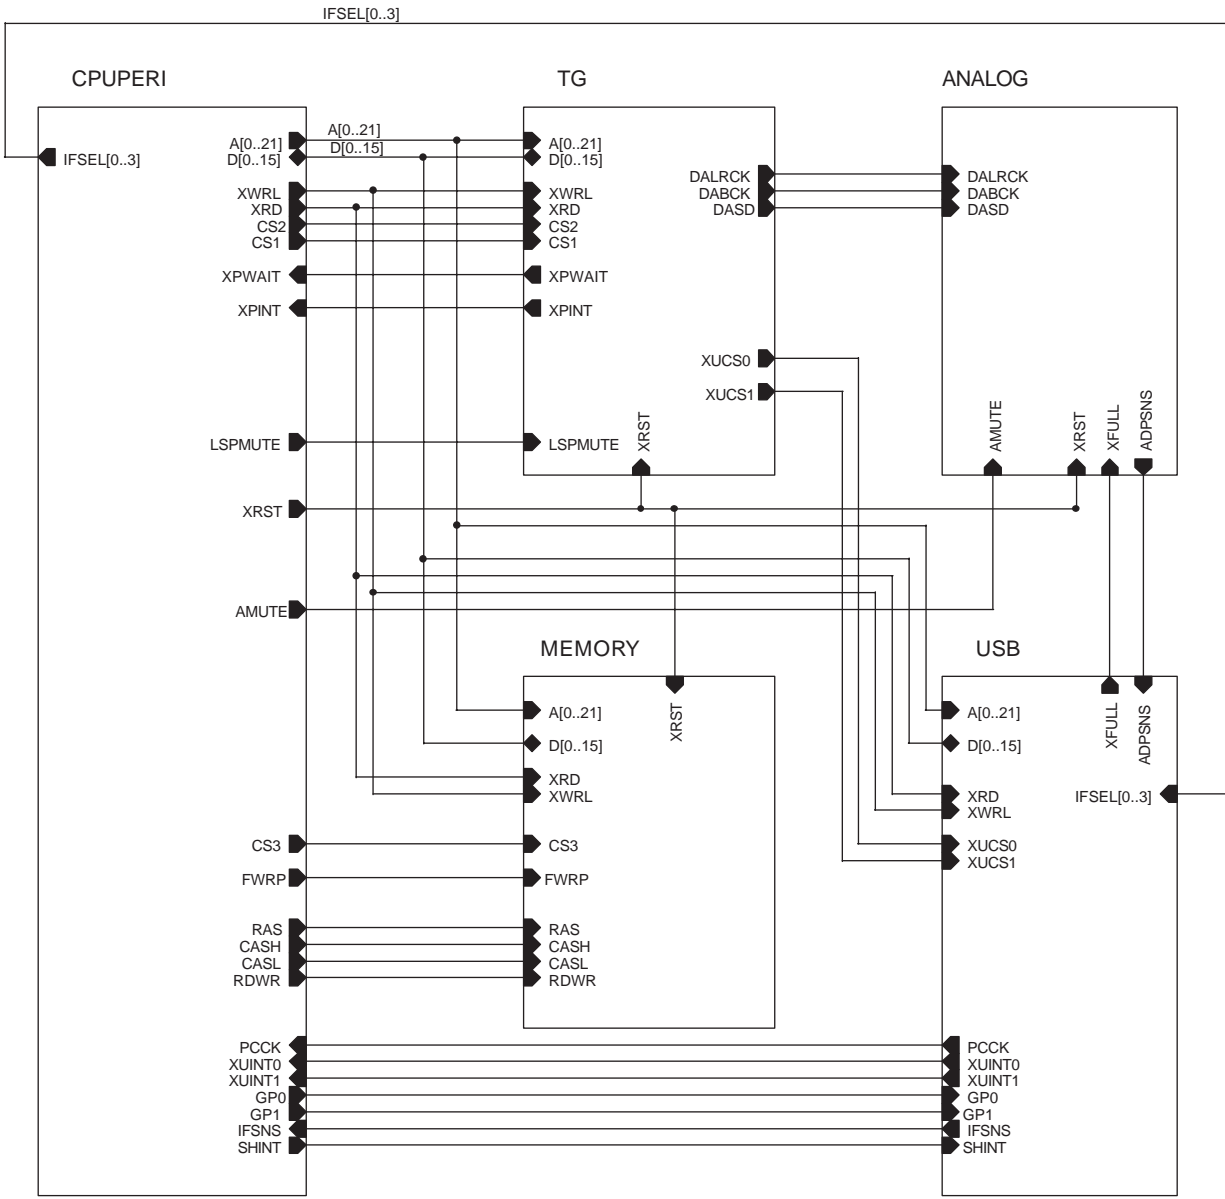 IFSEL[0..3]
CPUPERI
TG
ANALOG
IFSEL[0..3]
A[0..21]
D[0..15]
XWRL
XRD
CS2
CS1
XPWAIT
XPINT
LSPMUTE
XRST
AMUTE
CS3
FWRP
RAS
CASH
CASL
RDWR
PCCK
XUINT0
XUINT1
GP0
GP1
IFSNS
SHINT
A[0..21]
D[0..15]
A[0..21]
D[0..15]
XWRL
XRD
CS2
CS1
XPWAIT
XPINT
LSPMUTE
XRST
DALRCK
DABCK
DASD
XUCS0
XUCS1
DALRCK
DABCK
DASD
AMUTE
XRST
XFULL
ADPSNS
MEMORY
XRST
A[0..21]
D[0..15]
XRD
XWRL
CS3
FWRP
RAS
CASH
CASL
RDWR
USB
XFULL
ADPSNS
A[0..21]
D[0..15]
XRD
XWRL
IFSEL[0..3]
XUCS0
XUCS1
PCCK
XUINT0
XUINT1
GP0
GP1
IFSNS
SHINT